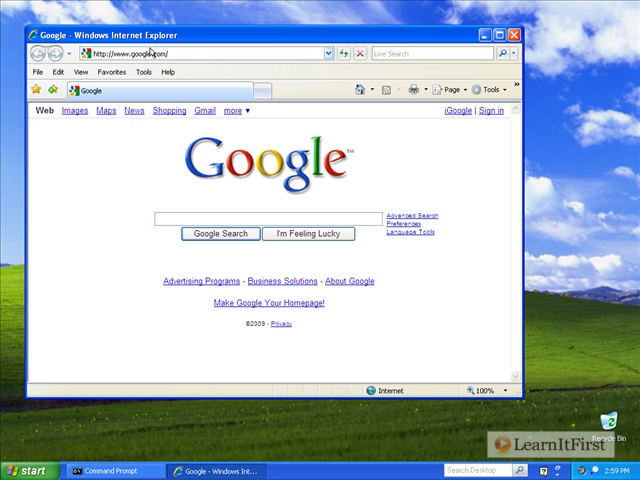 Google - Windows Internet Explorer
http://www.google.com/
Live Search
File Edit View Favorites Tools Help
Google
Page Tools »
Web Images Maps News Shopping Gmail more ▼
iGoogle | Sign in
Google™
Advanced Search
Preferences
Language Tools
Google Search I'm Feeling Lucky
Advertising Programs - Business Solutions - About Google
Make Google Your Homepage!
©2009 - Privacy
Internet 100%
Recycle Bin
LearnItFirst
start Command Prompt Google - Windows Int... Search Desktop 2:59 PM